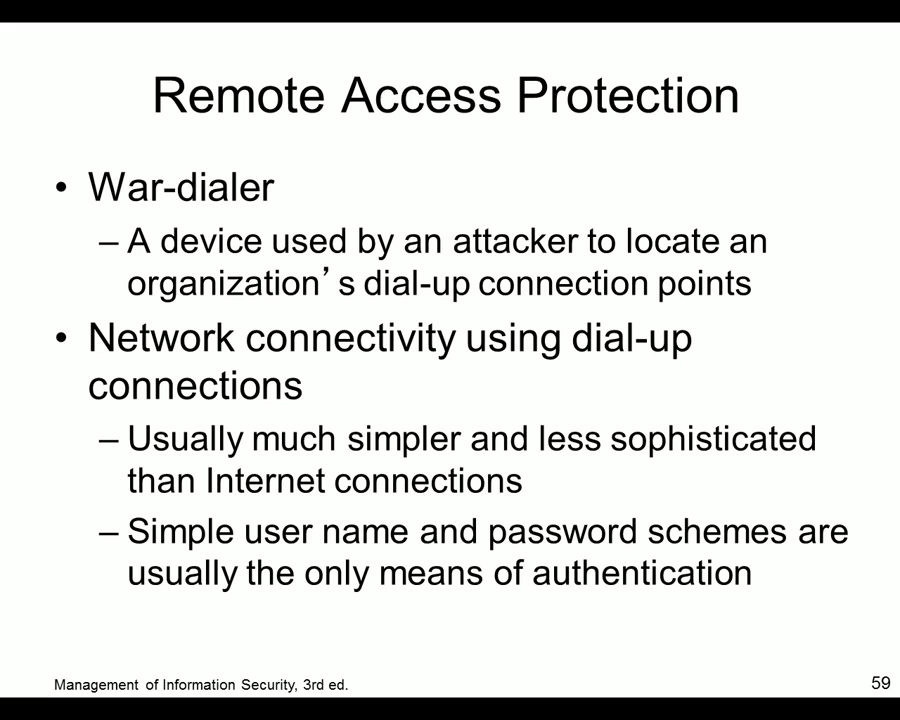 Remote Access Protection
• War-dialer
– A device used by an attacker to locate an
organization’s dial-up connection points
• Network connectivity using dial-up
connections
– Usually much simpler and less sophisticated
than Internet connections
– Simple user name and password schemes are
usually the only means of authentication
Management of Information Security, 3rd ed.
59